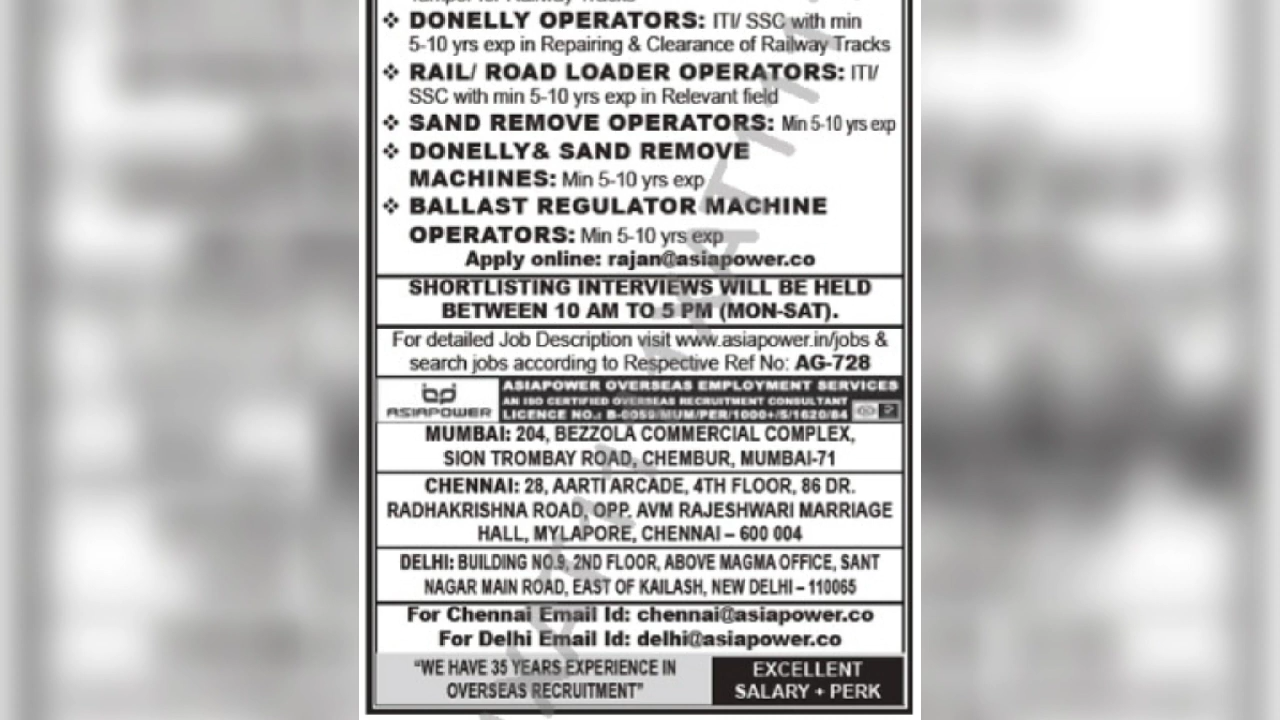 ❖ DONELLY OPERATORS: ITI/ SSC with min
5-10 yrs exp in Repairing & Clearance of Railway Tracks
❖ RAIL/ ROAD LOADER OPERATORS: ITI/
SSC with min 5-10 yrs exp in Relevant field
❖ SAND REMOVE OPERATORS: Min 5-10 yrs exp
❖ DONELLY& SAND REMOVE
MACHINES: Min 5-10 yrs exp
❖ BALLAST REGULATOR MACHINE
OPERATORS: Min 5-10 yrs exp
Apply online: rajan@asiapower.co
SHORTLISTING INTERVIEWS WILL BE HELD
BETWEEN 10 AM TO 5 PM (MON-SAT).
For detailed Job Description visit www.asiapower.in/jobs &
search jobs according to Respective Ref No: AG-728
ASIAPOWER
ASIAPOWER OVERSEAS EMPLOYMENT SERVICES
AN ISO CERTIFIED OVERSEAS RECRUITMENT CONSULTANT
LICENCE NO.: B-0059/MUM/PER/1000+/S/1620/84
MUMBAI: 204, BEZZOLA COMMERCIAL COMPLEX,
SION TROMBAY ROAD, CHEMBUR, MUMBAI-71
CHENNAI: 28, AARTI ARCADE, 4TH FLOOR, 86 DR.
RADHAKRISHNA ROAD, OPP. AVM RAJESHWARI MARRIAGE
HALL, MYLAPORE, CHENNAI – 600 004
DELHI: BUILDING NO.9, 2ND FLOOR, ABOVE MAGMA OFFICE, SANT
NAGAR MAIN ROAD, EAST OF KAILASH, NEW DELHI – 110065
For Chennai Email Id: chennai@asiapower.co
For Delhi Email Id: delhi@asiapower.co
"WE HAVE 35 YEARS EXPERIENCE IN
OVERSEAS RECRUITMENT"
EXCELLENT
SALARY + PERK